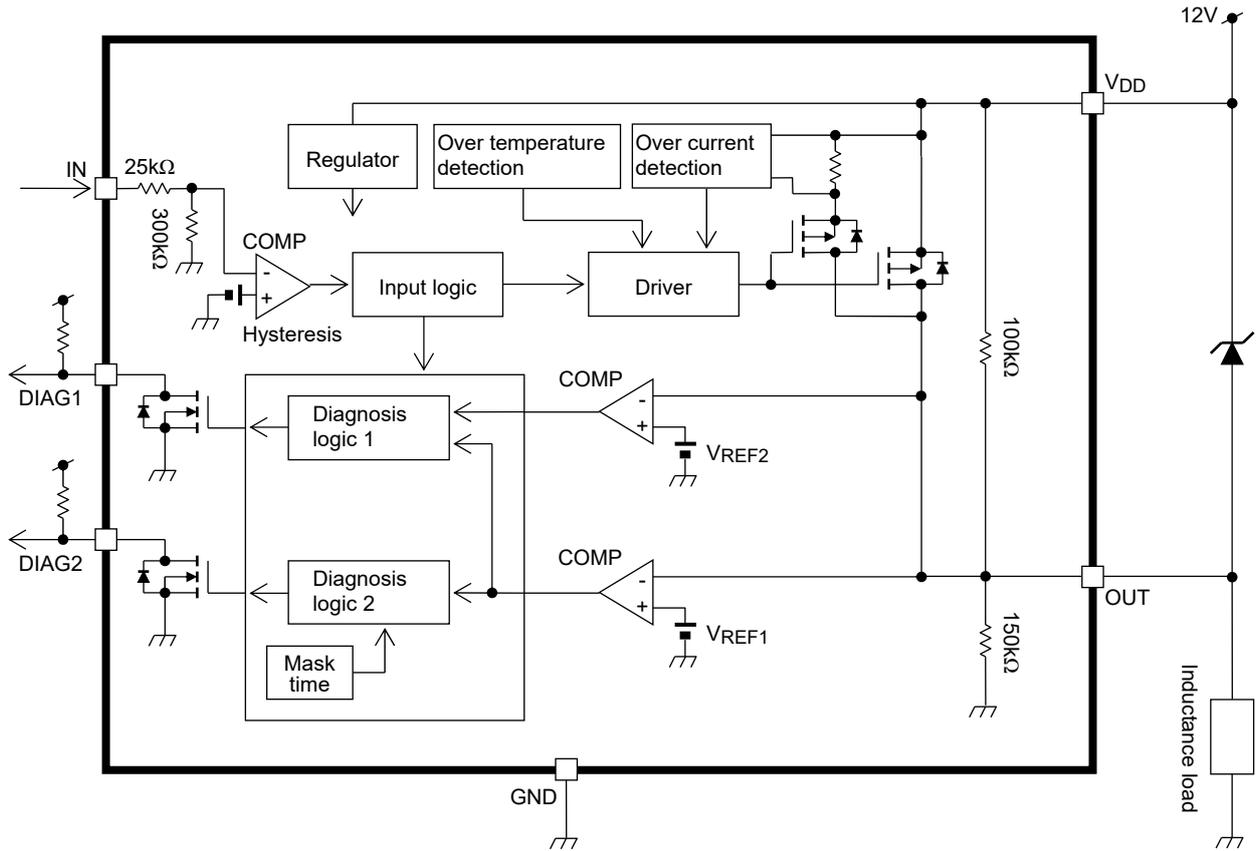 12V
VDD
Regulator
Over temperature
detection
Over current
detection
IN
25kΩ
300kΩ
COMP
Input logic
Driver
Hysteresis
100kΩ
DIAG1
Diagnosis
logic 1
COMP
VREF2
DIAG2
Diagnosis
logic 2
COMP
VREF1
OUT
150kΩ
Mask
time
Inductance load
GND